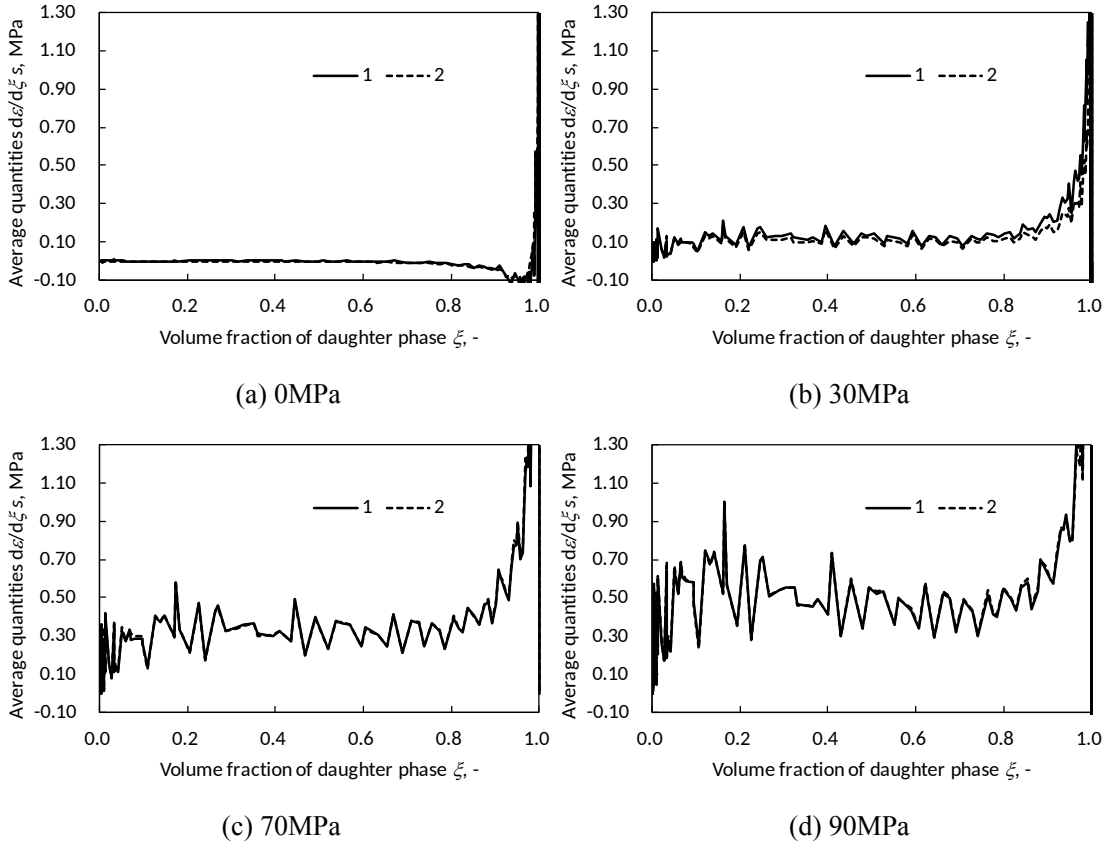 Average quantities dε/dξ s, MPa
1.30
1.10
0.90
0.70
0.50
0.30
0.10
-0.10
1 2
0.0 0.2 0.4 0.6 0.8 1.0
Volume fraction of daughter phase ξ, -
(a) 0MPa
Average quantities dε/dξ s, MPa
1.30
1.10
0.90
0.70
0.50
0.30
0.10
-0.10
1 2
0.0 0.2 0.4 0.6 0.8 1.0
Volume fraction of daughter phase ξ, -
(b) 30MPa
Average quantities dε/dξ s, MPa
1.30
1.10
0.90
0.70
0.50
0.30
0.10
-0.10
1 2
0.0 0.2 0.4 0.6 0.8 1.0
Volume fraction of daughter phase ξ, -
(c) 70MPa
Average quantities dε/dξ s, MPa
1.30
1.10
0.90
0.70
0.50
0.30
0.10
-0.10
1 2
0.0 0.2 0.4 0.6 0.8 1.0
Volume fraction of daughter phase ξ, -
(d) 90MPa